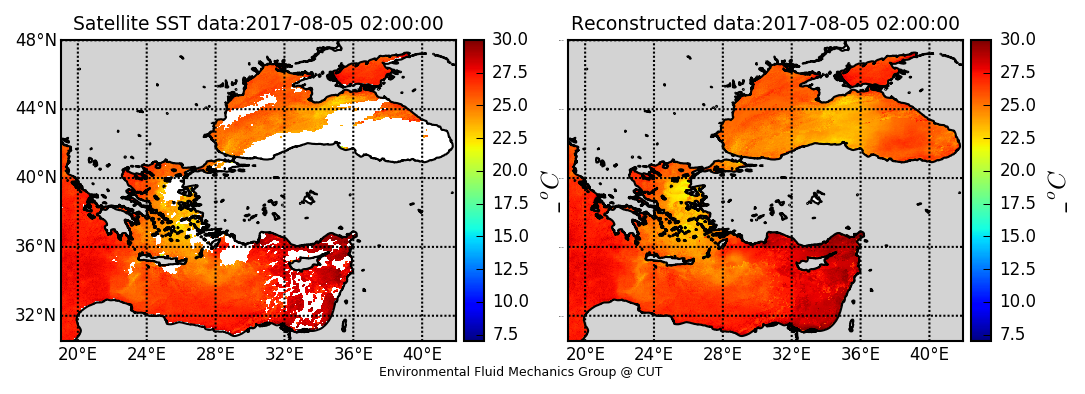 Satellite SST data:2017-08-05 02:00:00
48°N
44°N
40°N
36°N
32°N
20°E 24°E 28°E 32°E 36°E 40°E
30.0
27.5
25.0
22.5
20.0
17.5
15.0
12.5
10.0
7.5
_ °C
Reconstructed data:2017-08-05 02:00:00
20°E 24°E 28°E 32°E 36°E 40°E
30.0
27.5
25.0
22.5
20.0
17.5
15.0
12.5
10.0
7.5
_ °C
Environmental Fluid Mechanics Group @ CUT